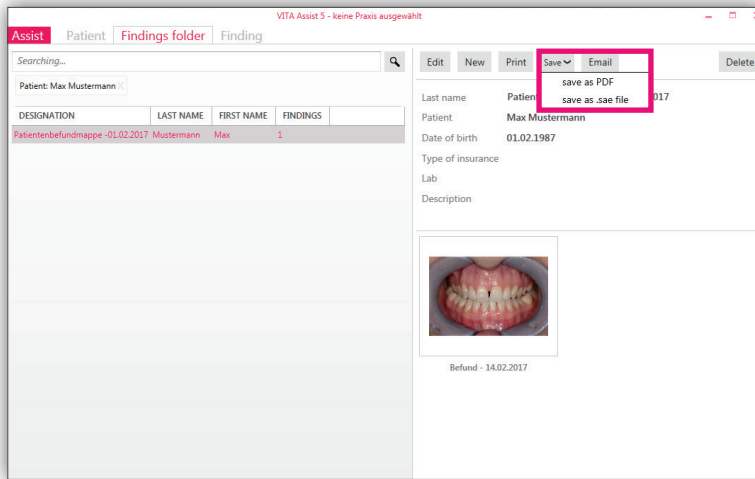 VITA Assist 5 - keine Praxis ausgewählt
Assist Patient Findings folder Finding
Searching...
Patient: Max Mustermann X
DESIGNATION LAST NAME FIRST NAME FINDINGS
Patientenbefundmappe -01.02.2017 Mustermann Max 1
Edit New Print Save Email Delete
save as PDF
save as .sae file
Last name Patien 017
Patient Max Mustermann
Date of birth 01.02.1987
Type of insurance
Lab
Description
Befund - 14.02.2017